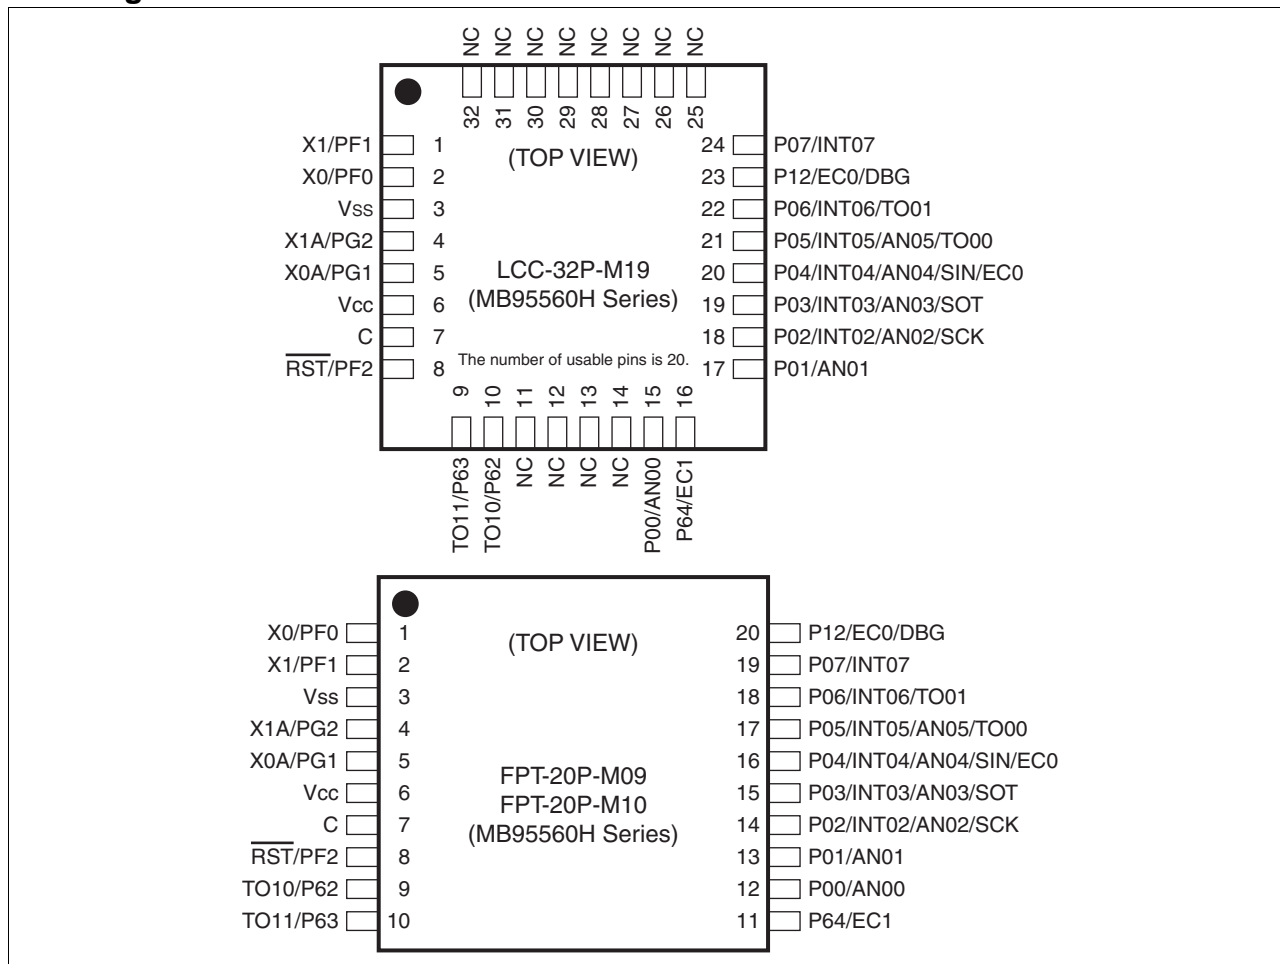 NC NC NC NC NC NC NC NC
32 31 30 29 28 27 26 25
(TOP VIEW)
X1/PF1 1
X0/PF0 2
Vss 3
X1A/PG2 4
X0A/PG1 5
Vcc 6
C 7
RST/PF2 8
24 P07/INT07
23 P12/EC0/DBG
22 P06/INT06/TO01
21 P05/INT05/AN05/TO00
20 P04/INT04/AN04/SIN/EC0
19 P03/INT03/AN03/SOT
18 P02/INT02/AN02/SCK
17 P01/AN01
LCC-32P-M19
(MB95560H Series)
The number of usable pins is 20.
9 10 11 12 13 14 15 16
TO11/P63 TO10/P62 NC NC NC NC P00/AN00 P64/EC1
(TOP VIEW)
X0/PF0 1
X1/PF1 2
Vss 3
X1A/PG2 4
X0A/PG1 5
Vcc 6
C 7
RST/PF2 8
TO10/P62 9
TO11/P63 10
20 P12/EC0/DBG
19 P07/INT07
18 P06/INT06/TO01
17 P05/INT05/AN05/TO00
16 P04/INT04/AN04/SIN/EC0
15 P03/INT03/AN03/SOT
14 P02/INT02/AN02/SCK
13 P01/AN01
12 P00/AN00
11 P64/EC1
FPT-20P-M09
FPT-20P-M10
(MB95560H Series)